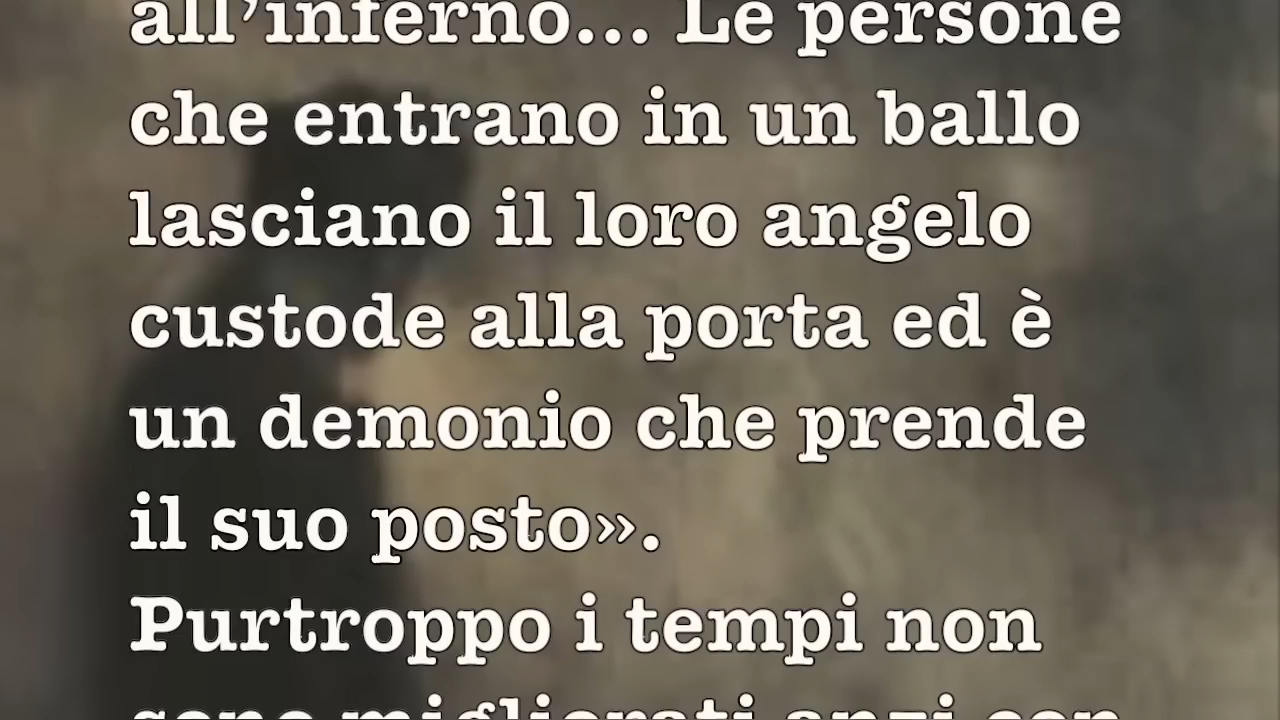 all’inferno... Le persone
che entrano in un ballo
lasciano il loro angelo
custode alla porta ed è
un demonio che prende
il suo posto».
Purtroppo i tempi non
sono migliorati anzi con